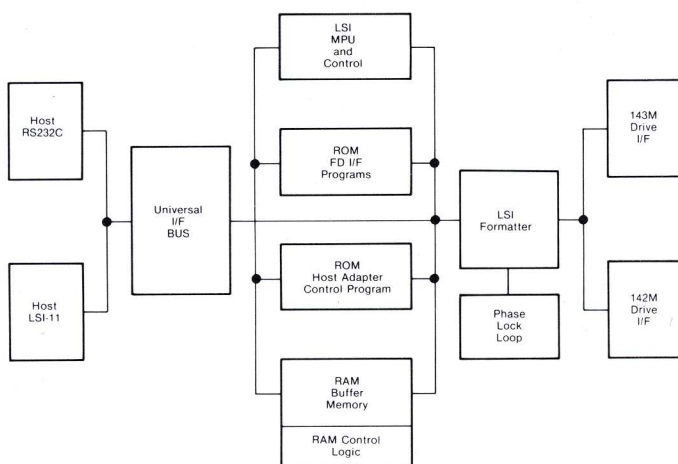 LSI
MPU
and
Control
Host
RS232C
ROM
FD I/F
Programs
143M
Drive
I/F
Universal
I/F
BUS
LSI
Formatter
Host
LSI-11
ROM
Host Adapter
Control Program
Phase
Lock
Loop
142M
Drive
I/F
RAM
Buffer
Memory
RAM Control
Logic